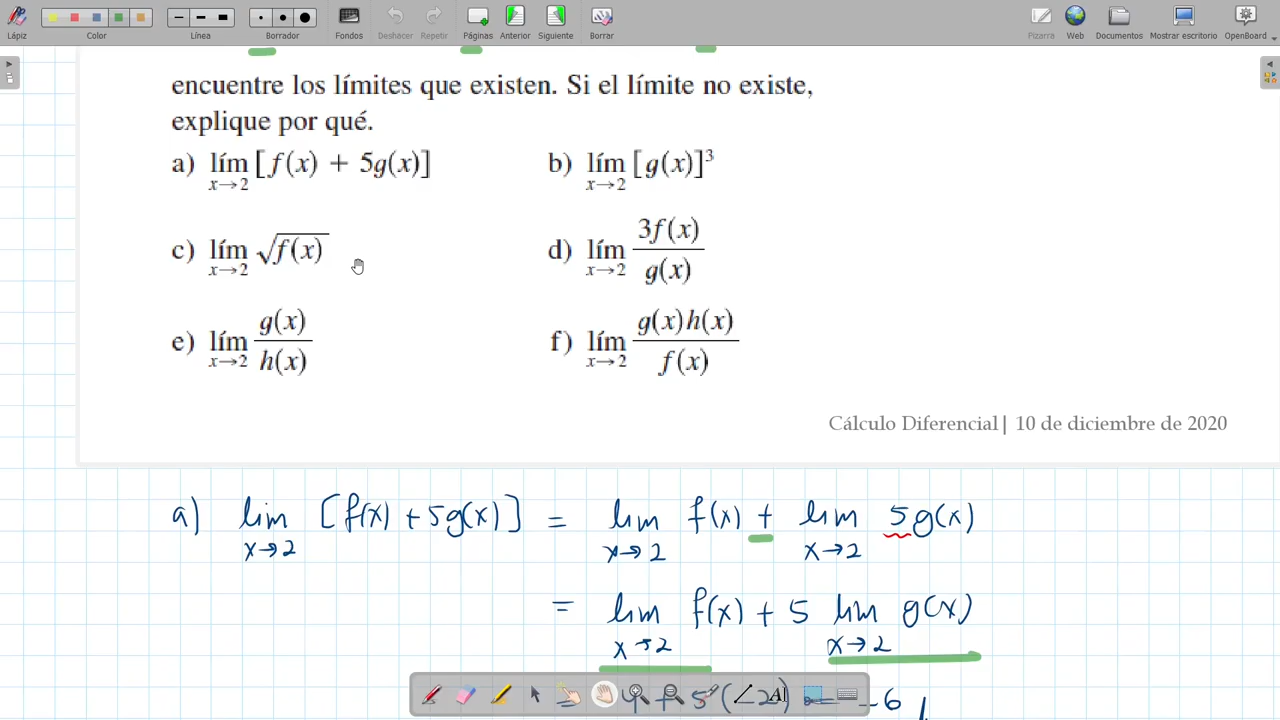 Lápiz Color Línea Borrador Fondos Deshacer Repetir Páginas Anterior Siguiente Borrar Pizarra Web Documentos Mostrar escritorio OpenBoard
encuentre los límites que existen. Si el límite no existe,
explique por qué.
a) lím x→2 [f(x) + 5g(x)]
b) lím x→2 [g(x)]³
c) lím x→2 √f(x)
d) lím x→2 3f(x)/g(x)
e) lím x→2 g(x)/h(x)
f) lím x→2 g(x)h(x)/f(x)
Cálculo Diferencial| 10 de diciembre de 2020
a) lim x→2 [f(x) + 5g(x)] = lim x→2 f(x) + lim x→2 5g(x)
= lim x→2 f(x) + 5 lim x→2 g(x)